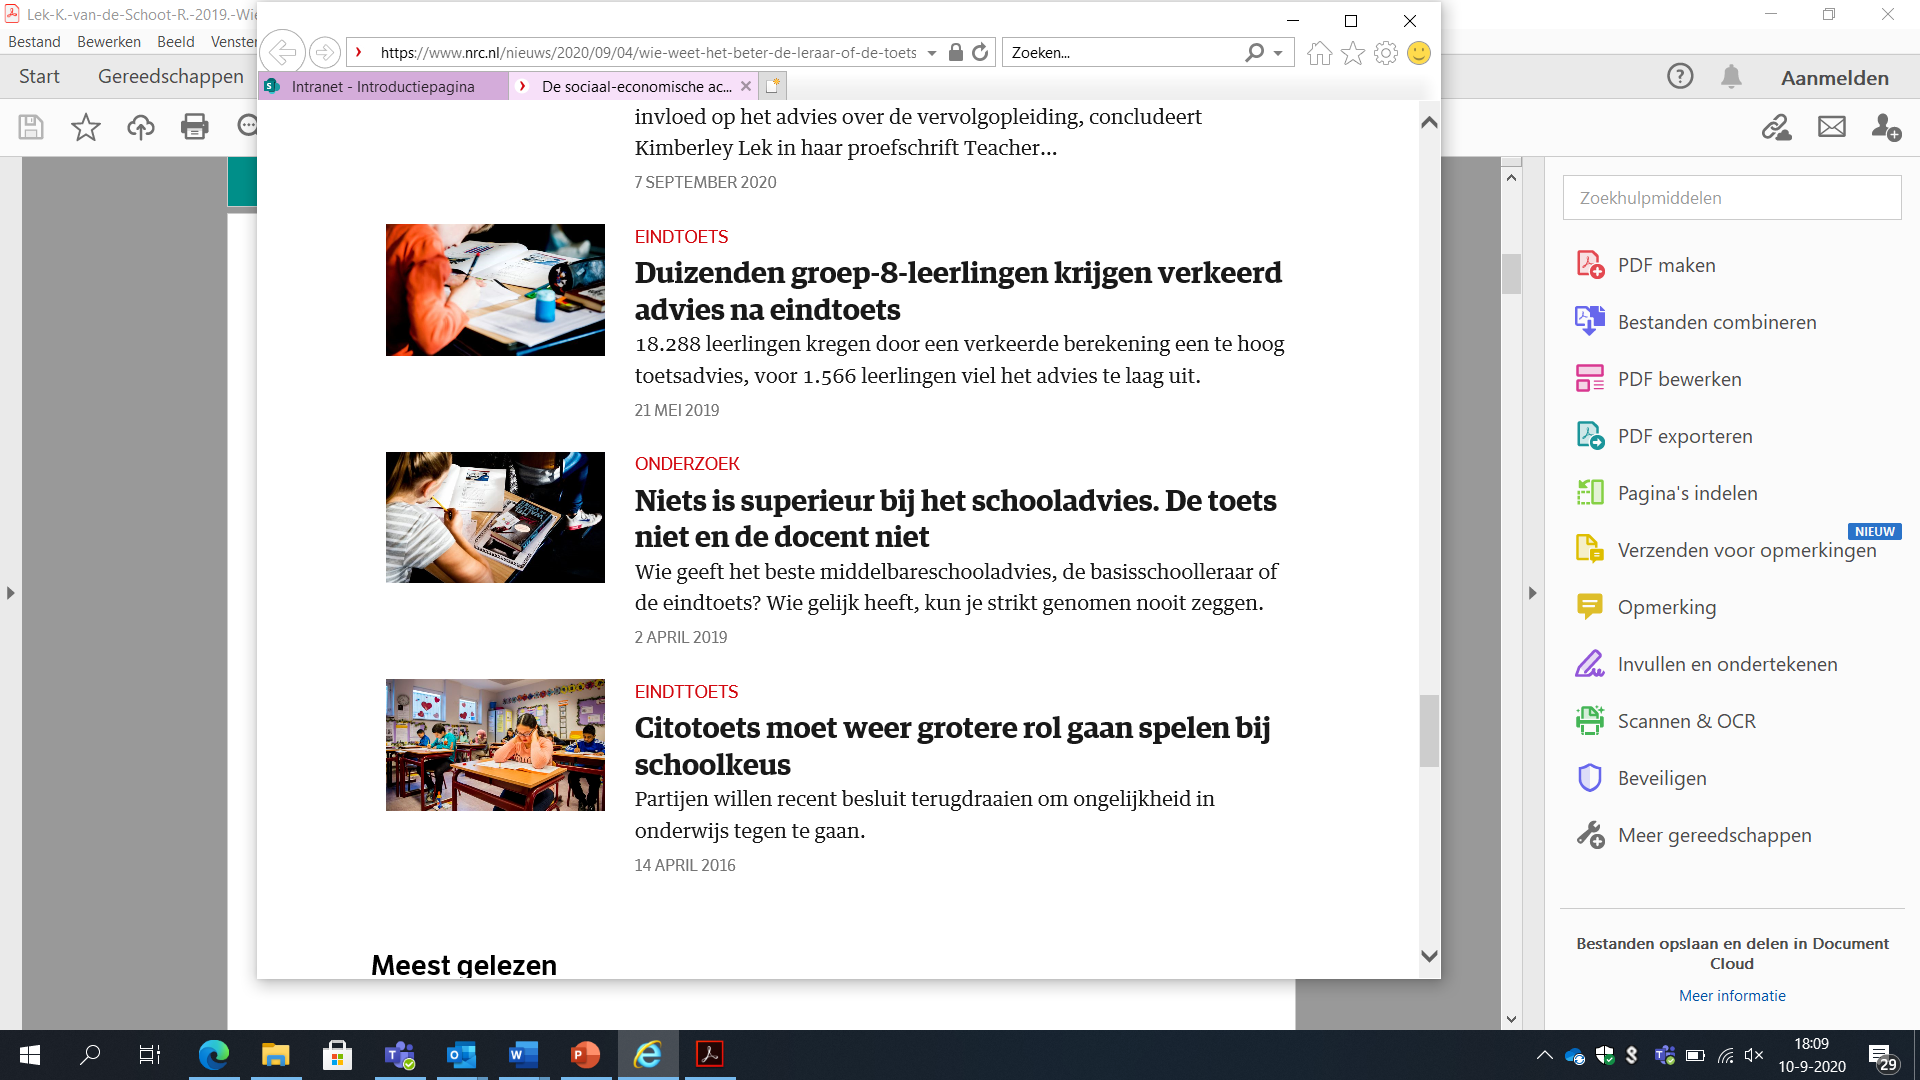 Lek-K.-van-de-Schoot-R.-2019.-Wie
Bestand Bewerken Beeld Venster
Start Gereedschappen
Aanmelden
https://www.nrc.nl/nieuws/2020/09/04/wie-weet-het-beter-de-leraar-of-de-toets
Zoeken...
Intranet - Introductiepagina
De sociaal-economische ac...
invloed op het advies over de vervolgopleiding, concludeert
Kimberley Lek in haar proefschrift Teacher...
7 SEPTEMBER 2020
EINDTOETS
Duizenden groep-8-leerlingen krijgen verkeerd
advies na eindtoets
18.288 leerlingen kregen door een verkeerde berekening een te hoog
toetsadvies, voor 1.566 leerlingen viel het advies te laag uit.
21 MEI 2019
ONDERZOEK
Niets is superieur bij het schooladvies. De toets
niet en de docent niet
Wie geeft het beste middelbareschooladvies, de basisschoolleraar of
de eindtoets? Wie gelijk heeft, kun je strikt genomen nooit zeggen.
2 APRIL 2019
EINDTTOETS
Citotoets moet weer grotere rol gaan spelen bij
schoolkeus
Partijen willen recent besluit terugdraaien om ongelijkheid in
onderwijs tegen te gaan.
14 APRIL 2016
Meest gelezen
Zoekhulpmiddelen
PDF maken
Bestanden combineren
PDF bewerken
PDF exporteren
Pagina's indelen
NIEUW
Verzenden voor opmerkingen
Opmerking
Invullen en ondertekenen
Scannen & OCR
Beveiligen
Meer gereedschappen
Bestanden opslaan en delen in Document
Cloud
Meer informatie
18:09
10-9-2020
29